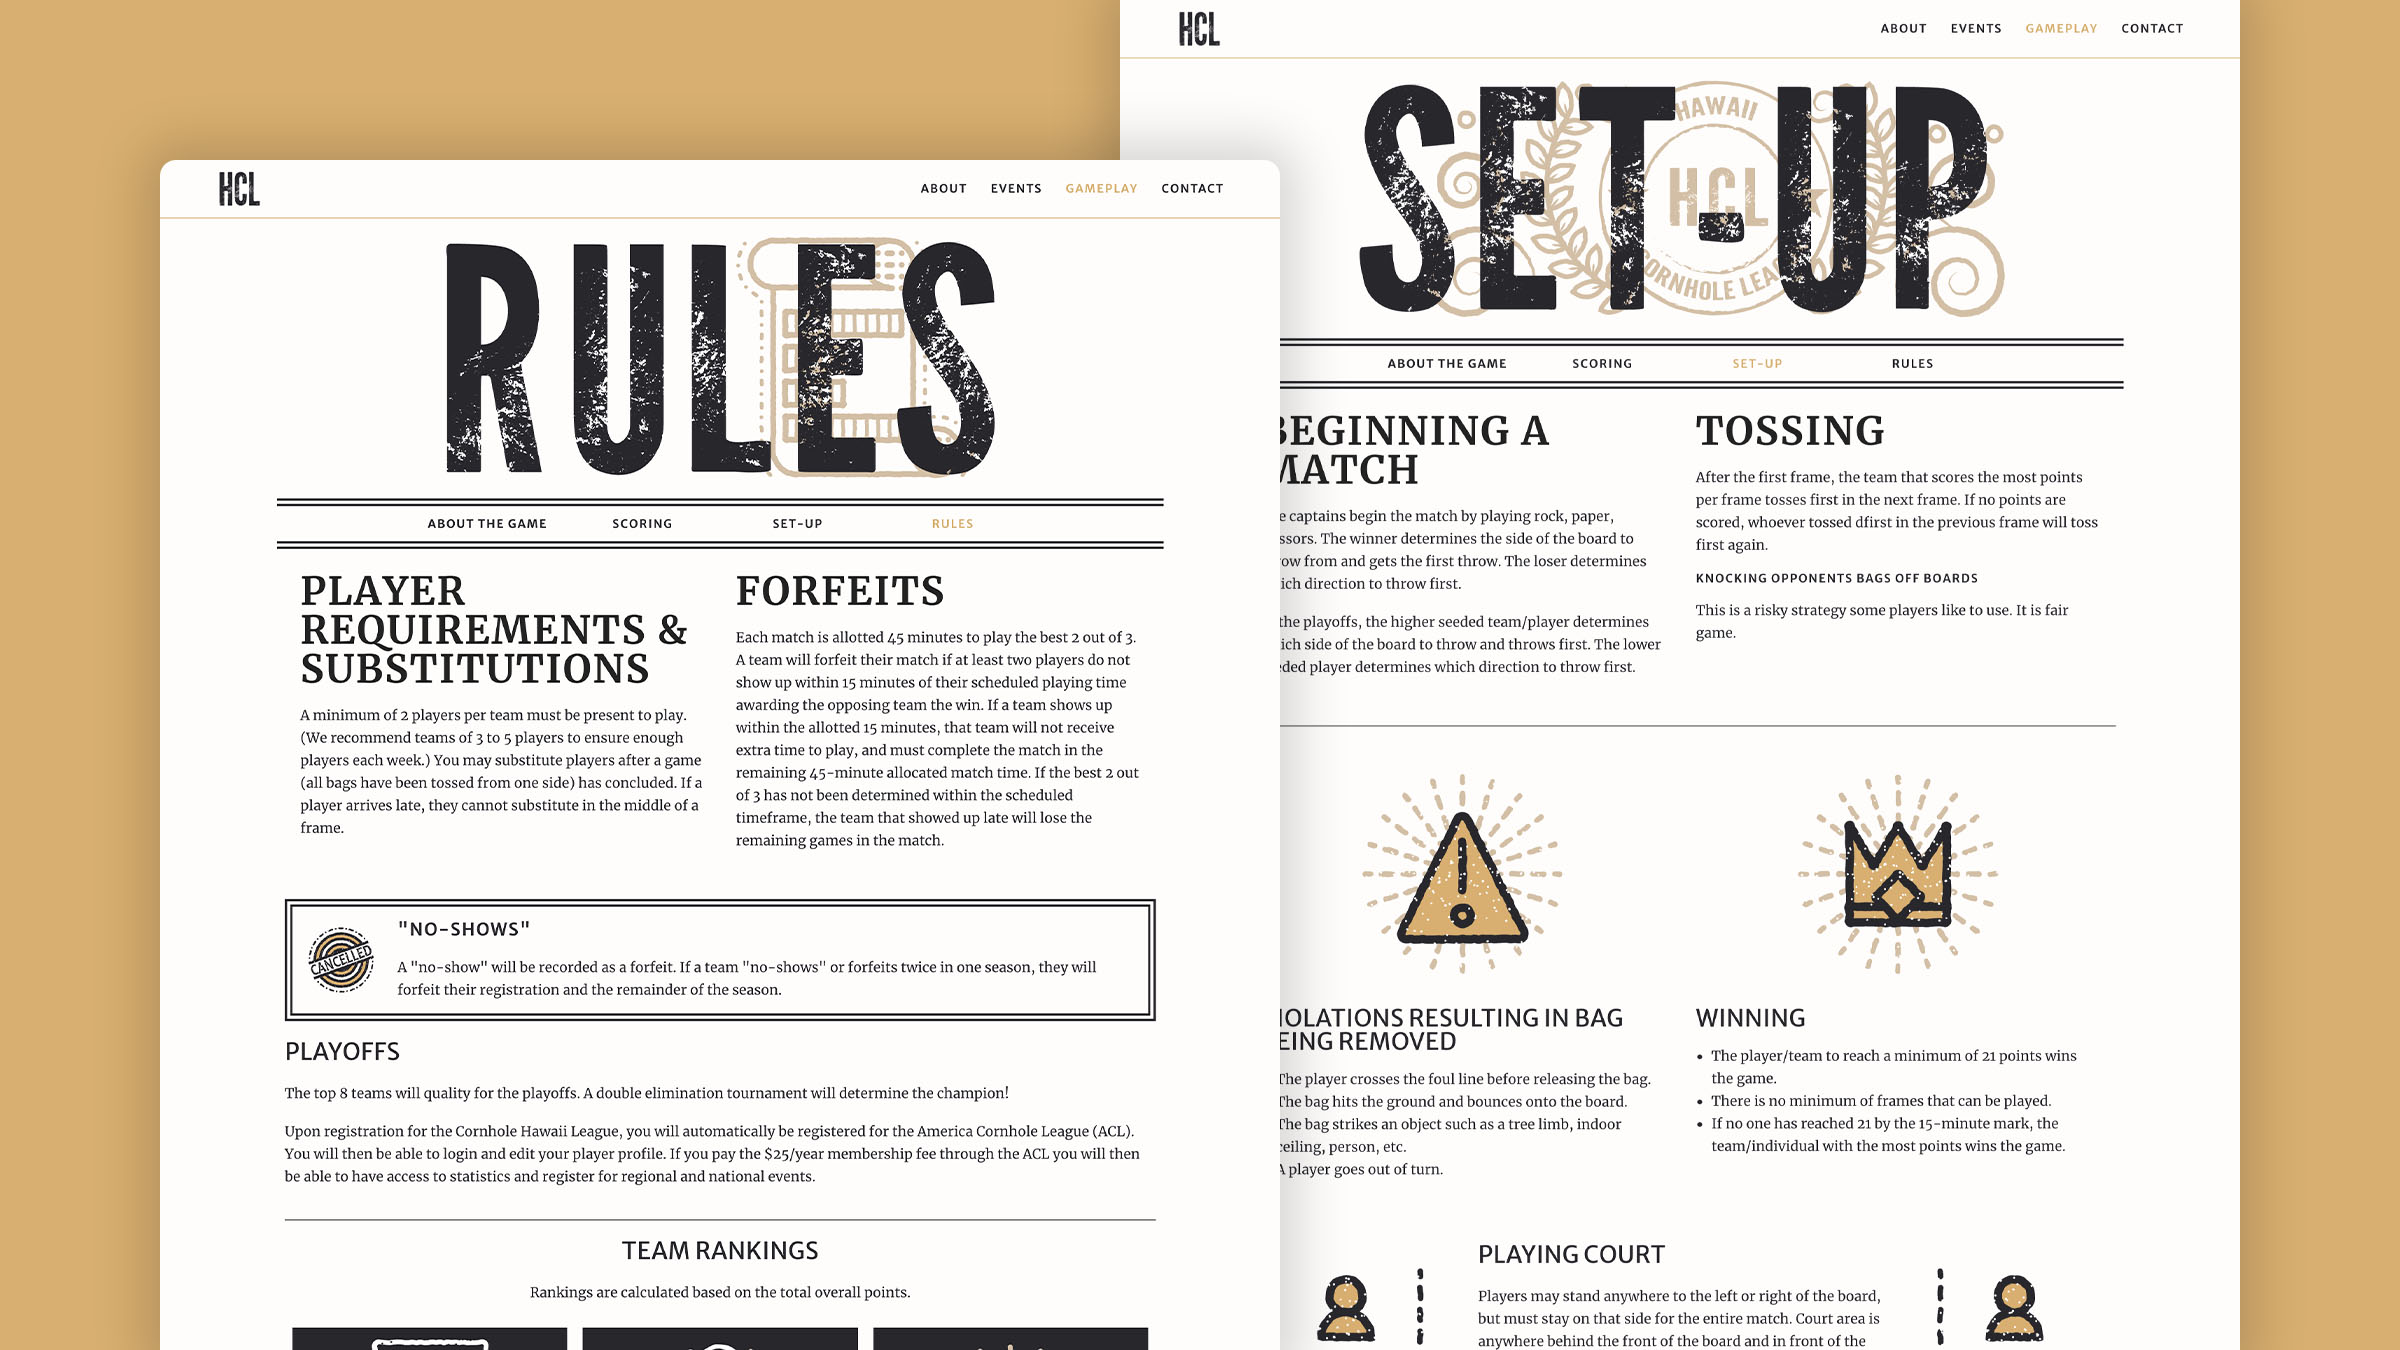 HCL
ABOUT EVENTS GAMEPLAY CONTACT
RULES
ABOUT THE GAME SCORING SET-UP RULES
PLAYER
REQUIREMENTS &
SUBSTITUTIONS
A minimum of 2 players per team must be present to play.
(We recommend teams of 3 to 5 players to ensure enough
players each week.) You may substitute players after a game
(all bags have been tossed from one side) has concluded. If a
player arrives late, they cannot substitute in the middle of a
frame.
FORFEITS
Each match is allotted 45 minutes to play the best 2 out of 3.
A team will forfeit their match if at least two players do not
show up within 15 minutes of their scheduled playing time
awarding the opposing team the win. If a team shows up
within the allotted 15 minutes, that team will not receive
extra time to play, and must complete the match in the
remaining 45-minute allocated match time. If the best 2 out
of 3 has not been determined within the scheduled
timeframe, the team that showed up late will lose the
remaining games in the match.
CANCELLED
"NO-SHOWS"
A "no-show" will be recorded as a forfeit. If a team "no-shows" or forfeits twice in one season, they will
forfeit their registration and the remainder of the season.
PLAYOFFS
The top 8 teams will quality for the playoffs. A double elimination tournament will determine the champion!
Upon registration for the Cornhole Hawaii League, you will automatically be registered for the America Cornhole League (ACL).
You will then be able to login and edit your player profile. If you pay the $25/year membership fee through the ACL you will then
be able to have access to statistics and register for regional and national events.
TEAM RANKINGS
Rankings are calculated based on the total overall points.
HCL
ABOUT EVENTS GAMEPLAY CONTACT
SET-UP
HAWAII
HCL
CORNHOLE LEAG
ABOUT THE GAME SCORING SET-UP RULES
BEGINNING A
MATCH
e captains begin the match by playing rock, paper,
ssors. The winner determines the side of the board to
ow from and gets the first throw. The loser determines
ich direction to throw first.
the playoffs, the higher seeded team/player determines
ich side of the board to throw and throws first. The lower
eded player determines which direction to throw first.
TOSSING
After the first frame, the team that scores the most points
per frame tosses first in the next frame. If no points are
scored, whoever tossed dfirst in the previous frame will toss
first again.
KNOCKING OPPONENTS BAGS OFF BOARDS
This is a risky strategy some players like to use. It is fair
game.
IOLATIONS RESULTING IN BAG
EING REMOVED
The player crosses the foul line before releasing the bag.
The bag hits the ground and bounces onto the board.
The bag strikes an object such as a tree limb, indoor
ceiling, person, etc.
A player goes out of turn.
WINNING
• The player/team to reach a minimum of 21 points wins
the game.
• There is no minimum of frames that can be played.
• If no one has reached 21 by the 15-minute mark, the
team/individual with the most points wins the game.
PLAYING COURT
Players may stand anywhere to the left or right of the board,
but must stay on that side for the entire match. Court area is
anywhere behind the front of the board and in front of the